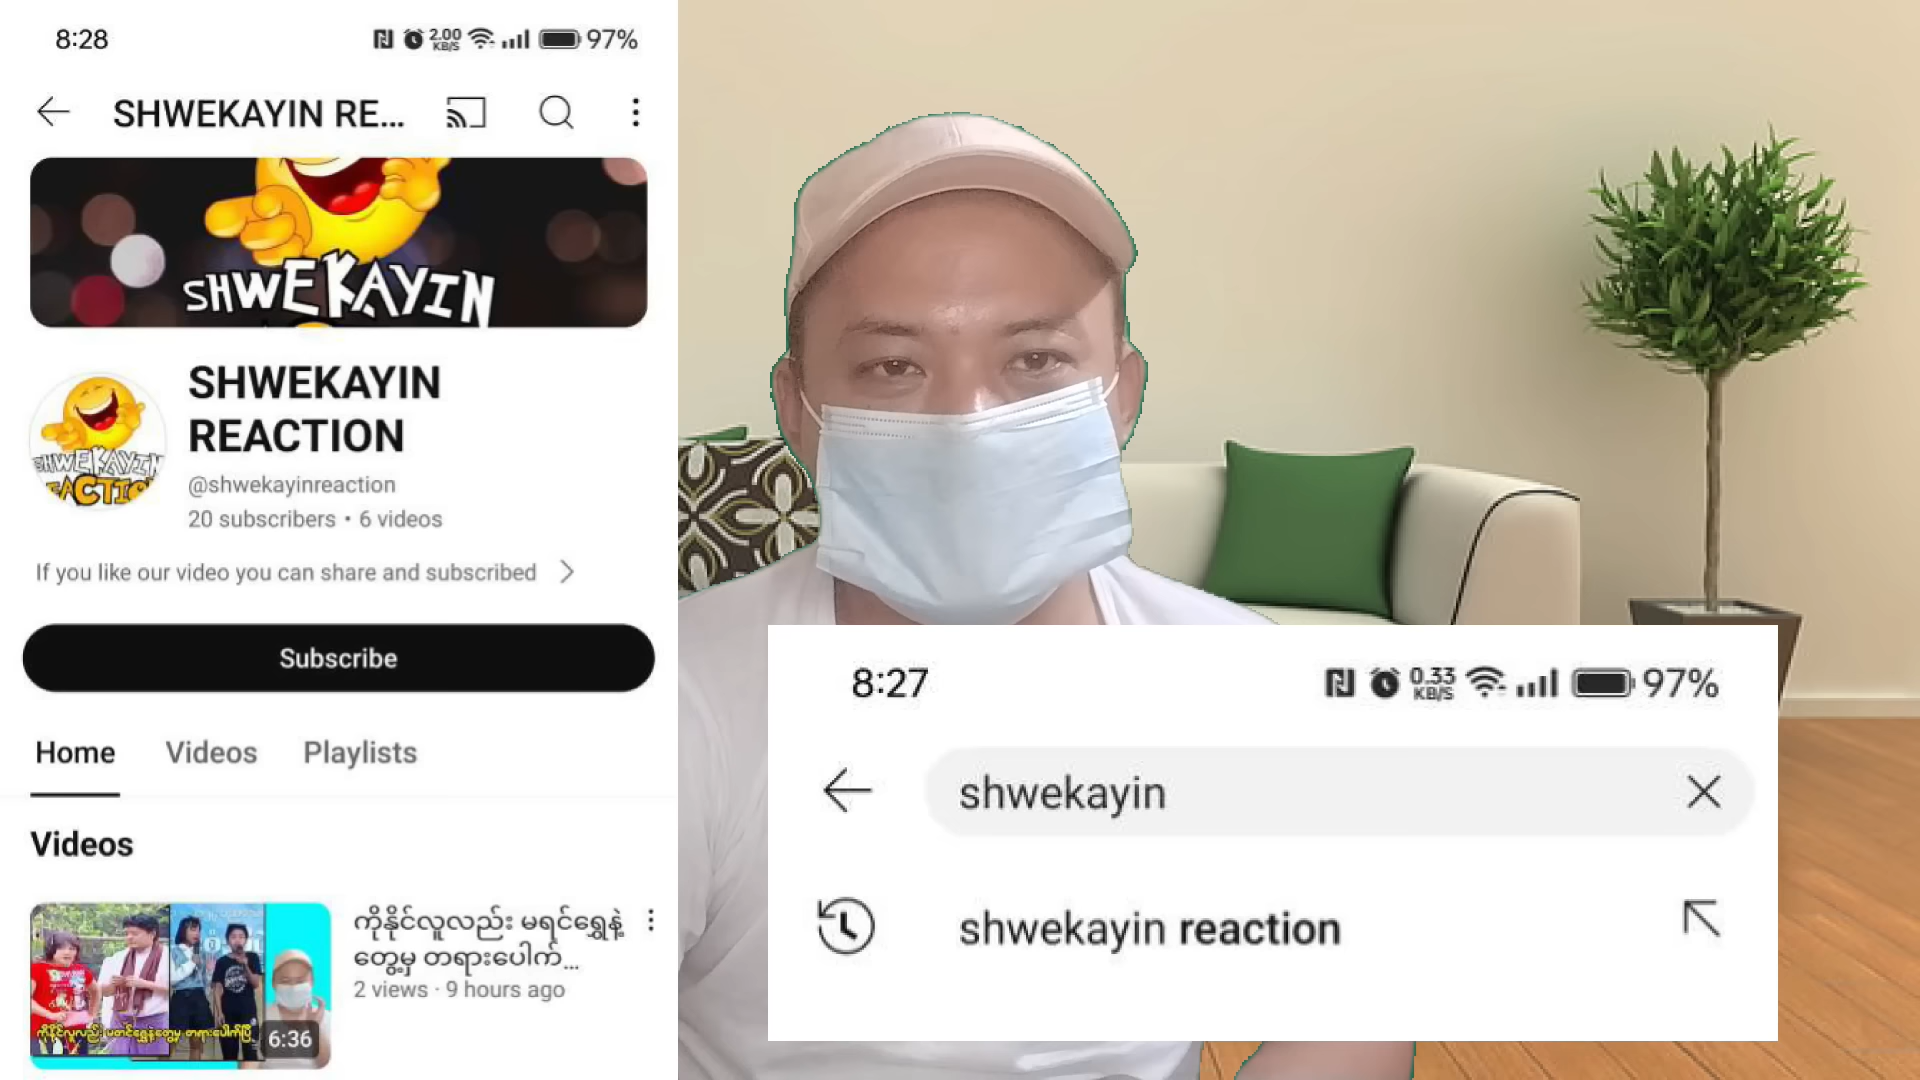 8:28
2.00
KB/S
97%
SHWEKAYIN RE...
SHWEKAYIN
SHWEKAYIN
REACTION
SHWEKAYIN
@shwekayinreaction
20 subscribers • 6 videos
If you like our video you can share and subscribed
Subscribe
Home Videos Playlists
Videos
ကိုနိုင်လူလည်း မရင်ရွှေနဲ့
တွေ့မှ တရားပေါက်...
2 views · 9 hours ago
6:36
8:27
0.33
KB/S
97%
shwekayin
shwekayin reaction